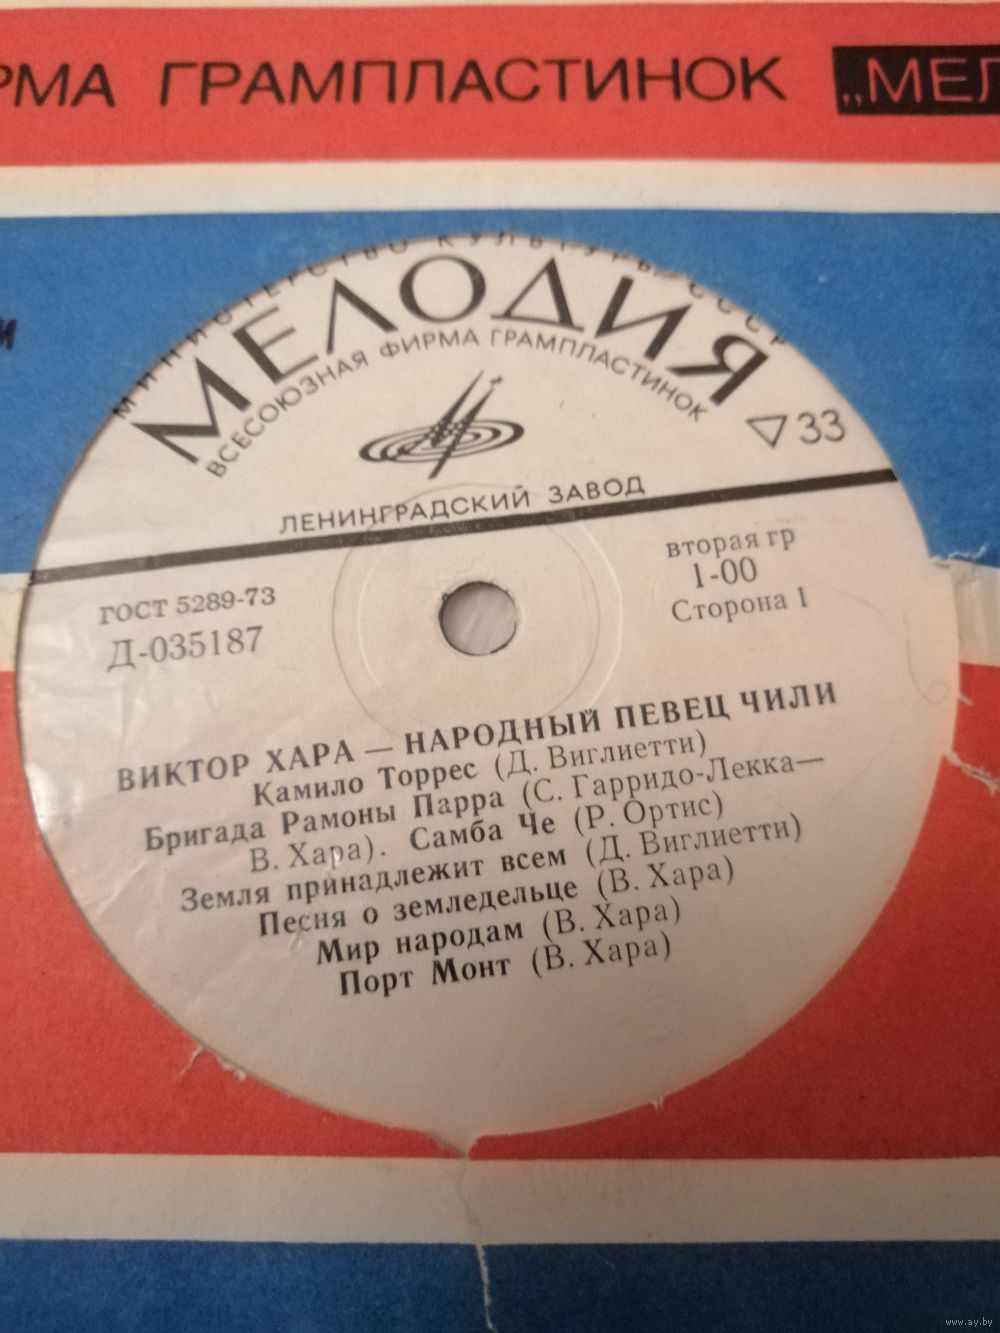 ГРАМПЛАСТИНОК „МЕЛ
и
МИНИСТЕРСТВО КУЛЬТУРЫ СССР
МЕЛОДИЯ
ВСЕСОЮЗНАЯ ФИРМА ГРАМПЛАСТИНОК
33
ЛЕНИНГРАДСКИЙ ЗАВОД
ГОСТ 5289-73
Д-035187
вторая гр
1-00
Сторона 1
ВИКТОР ХАРА — НАРОДНЫЙ ПЕВЕЦ ЧИЛИ
Камило Торрес (Д. Виглиетти)
Бригада Рамоны Парра (С. Гарридо-Лекка—
В. Хара). Самба Че (Р. Ортис)
Земля принадлежит всем (Д. Виглиетти)
Песня о земледельце (В. Хара)
Мир народам (В. Хара)
Порт Монт (В. Хара)
www.ay.by